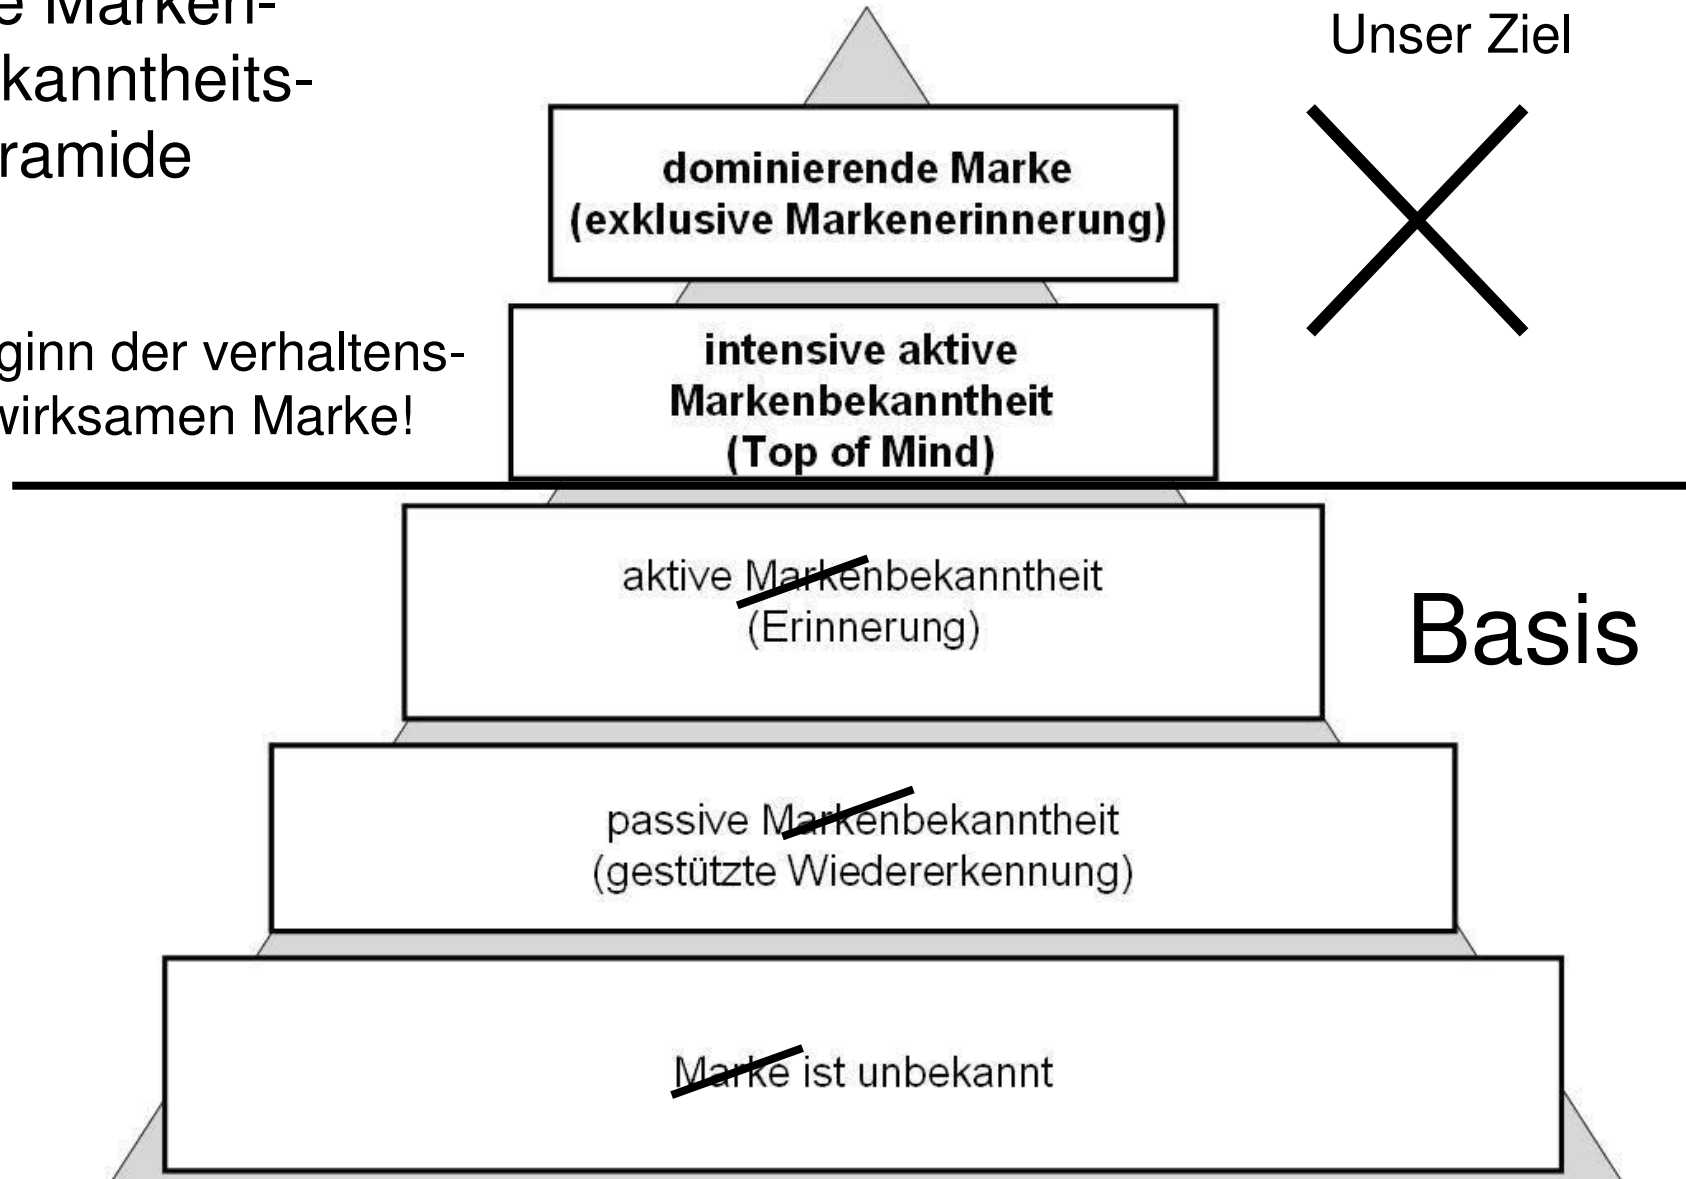 e Marken-
kanntheits-
ramide
Unser Ziel
dominierende Marke
(exklusive Markenerinnerung)
ginn der verhaltens-
wirksamen Marke!
intensive aktive
Markenbekanntheit
(Top of Mind)
aktive Markenbekanntheit
(Erinnerung)
Basis
passive Markenbekanntheit
(gestützte Wiedererkennung)
Marke ist unbekannt